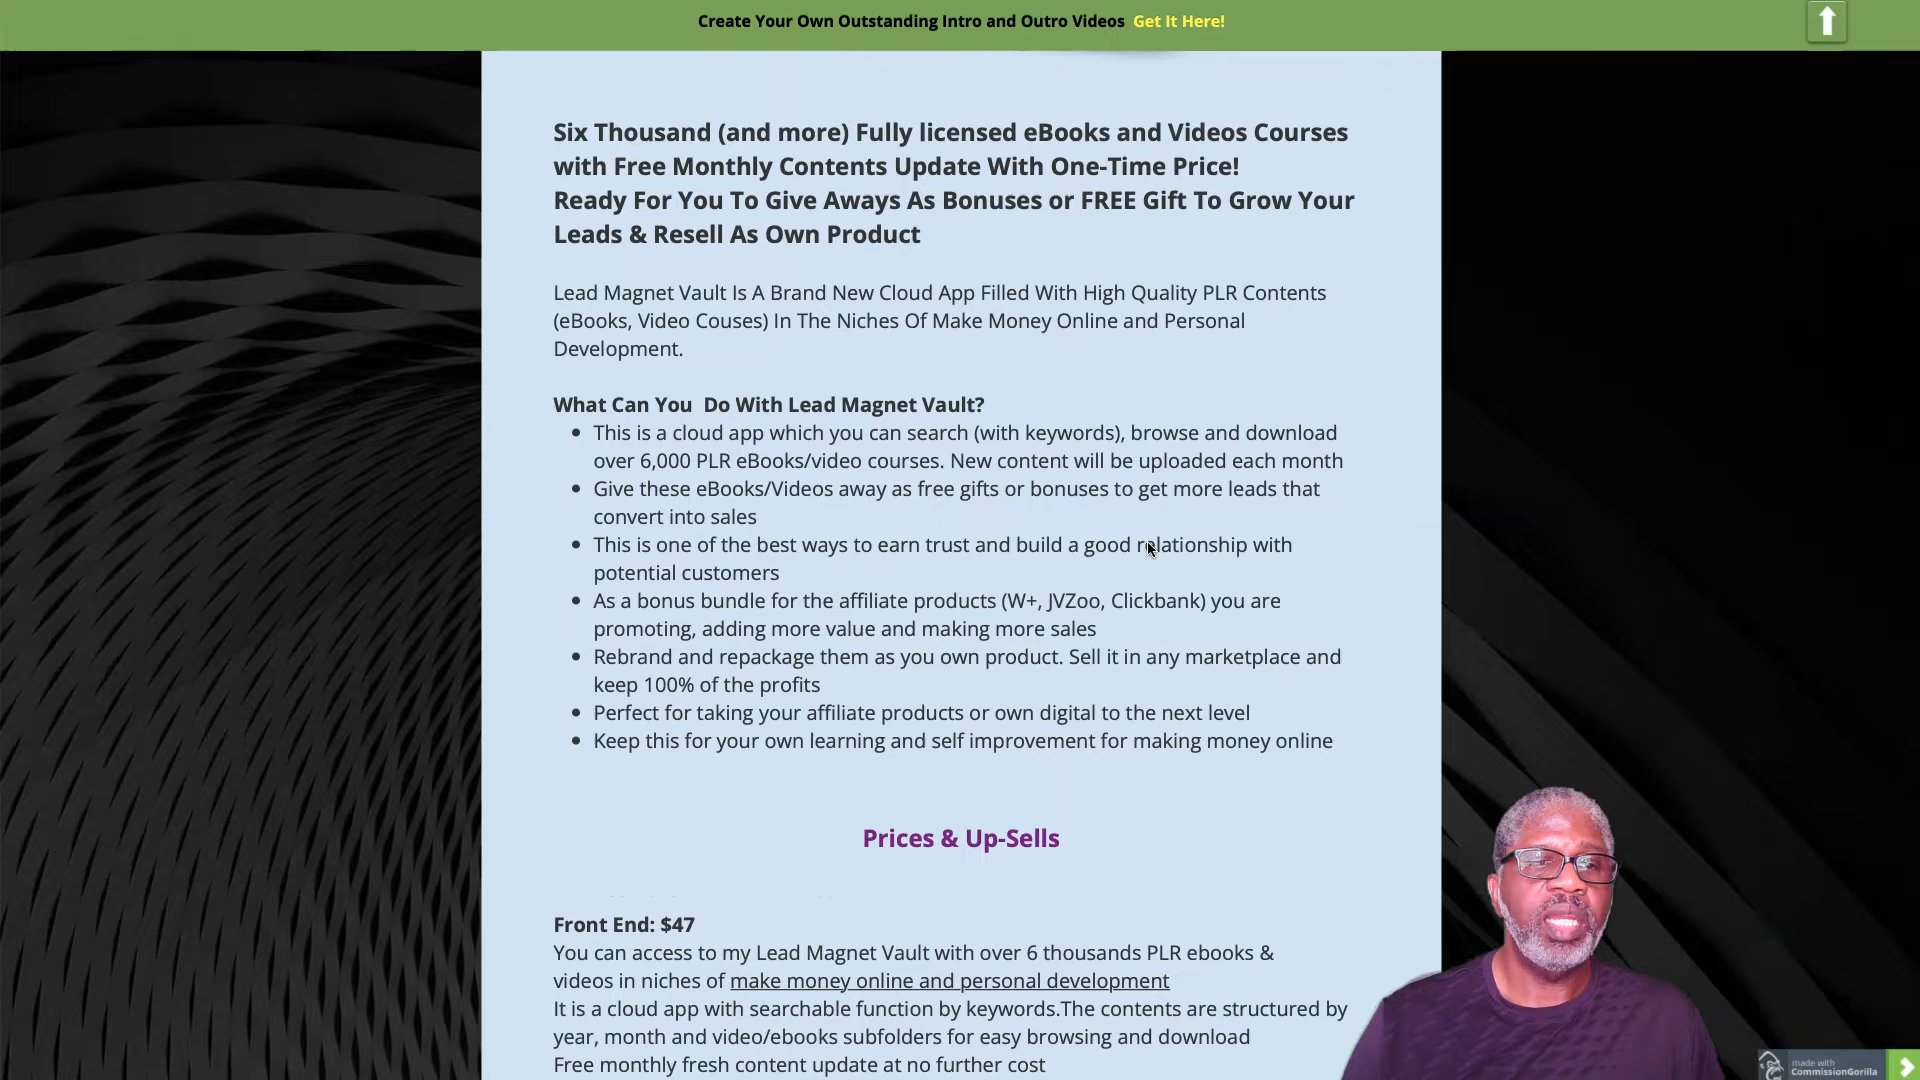 Create Your Own Outstanding Intro and Outro Videos Get It Here!
Six Thousand (and more) Fully licensed eBooks and Videos Courses
with Free Monthly Contents Update With One-Time Price!
Ready For You To Give Aways As Bonuses or FREE Gift To Grow Your
Leads & Resell As Own Product
Lead Magnet Vault Is A Brand New Cloud App Filled With High Quality PLR Contents
(eBooks, Video Couses) In The Niches Of Make Money Online and Personal
Development.
What Can You Do With Lead Magnet Vault?
This is a cloud app which you can search (with keywords), browse and download
over 6,000 PLR eBooks/video courses. New content will be uploaded each month
Give these eBooks/Videos away as free gifts or bonuses to get more leads that
convert into sales
This is one of the best ways to earn trust and build a good relationship with
potential customers
As a bonus bundle for the affiliate products (W+, JVZoo, Clickbank) you are
promoting, adding more value and making more sales
Rebrand and repackage them as you own product. Sell it in any marketplace and
keep 100% of the profits
Perfect for taking your affiliate products or own digital to the next level
Keep this for your own learning and self improvement for making money online
Prices & Up-Sells
Front End: $47
You can access to my Lead Magnet Vault with over 6 thousands PLR ebooks &
videos in niches of make money online and personal development
It is a cloud app with searchable function by keywords.The contents are structured by
year, month and video/ebooks subfolders for easy browsing and download
Free monthly fresh content update at no further cost
made with
CommissionGorilla